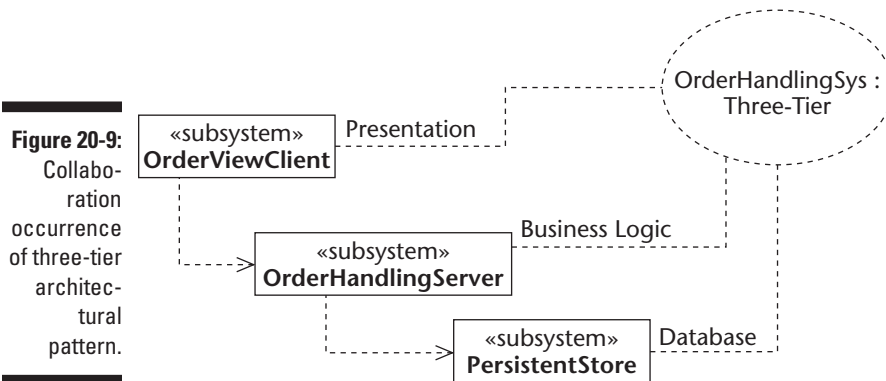 OrderHandlingSys :
Three-Tier
«subsystem»
OrderViewClient
Presentation
Figure 20-9:
Collabo-
ration
occurrence
of three-tier
architec-
tural
pattern.
Business Logic
«subsystem»
OrderHandlingServer
«subsystem»
PersistentStore
Database